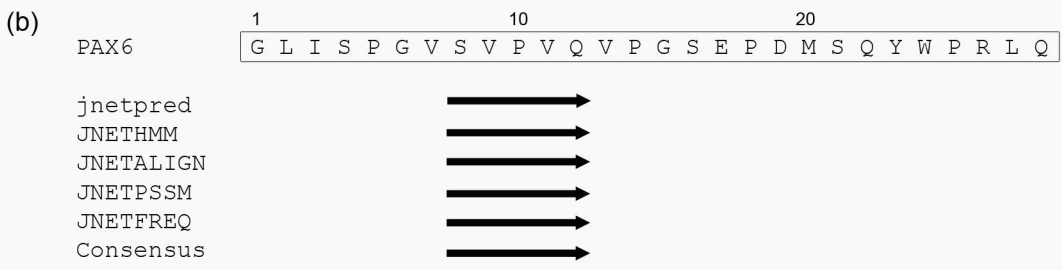 (b)
1 10 20
PAX6 G L I S P G V S V P V Q V P G S E P D M S Q Y W P R L Q
jnetpred
JNETHMM
JNETALIGN
JNETPSSM
JNETFREQ
Consensus